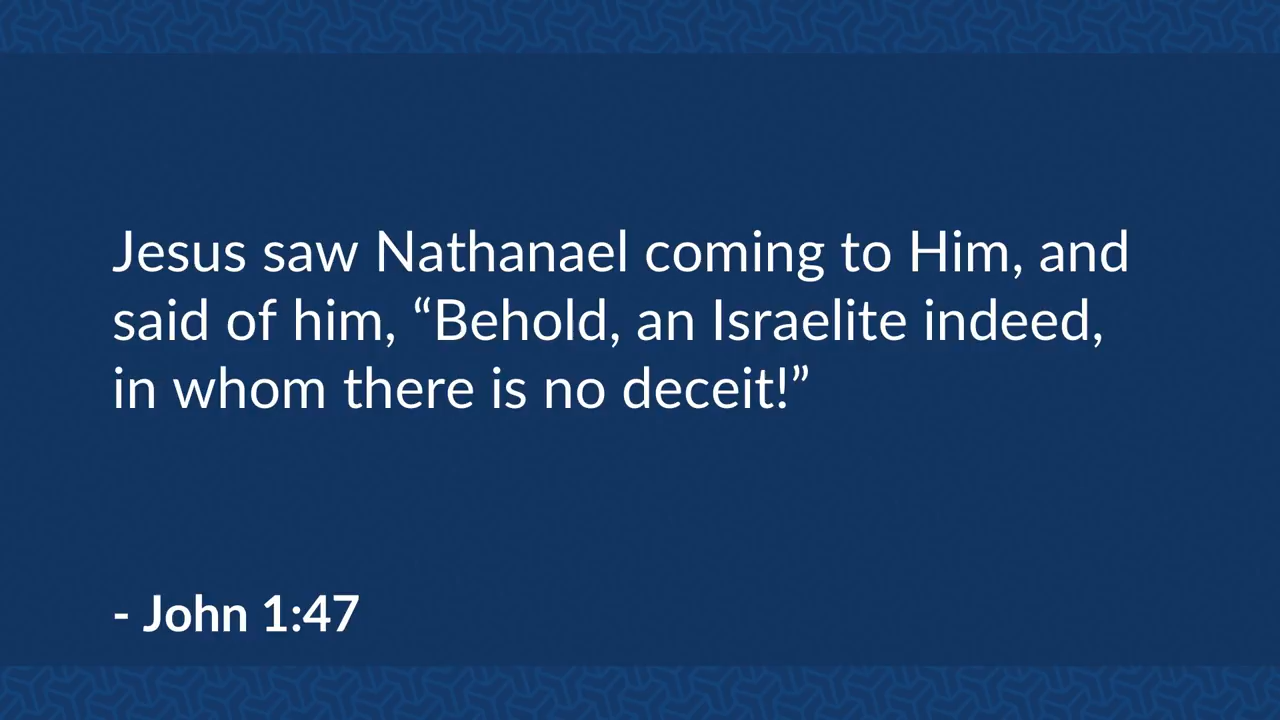 Jesus saw Nathanael coming to Him, and
said of him, “Behold, an Israelite indeed,
in whom there is no deceit!”
- John 1:47